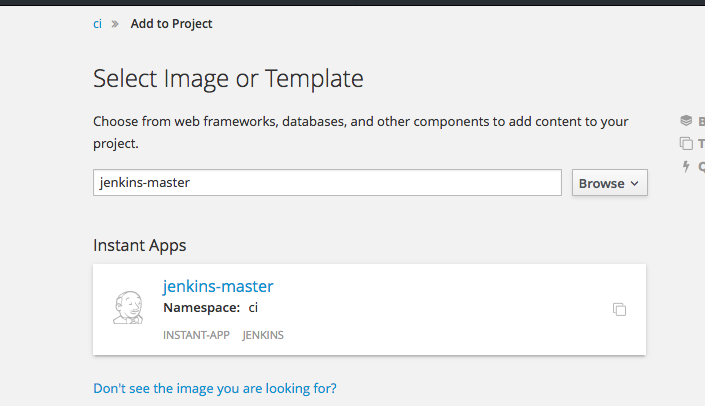 ci » Add to Project
Select Image or Template
Choose from web frameworks, databases, and other components to add content to your
project.
jenkins-master
Browse
Instant Apps
jenkins-master
Namespace: ci
INSTANT-APP JENKINS
Don't see the image you are looking for?